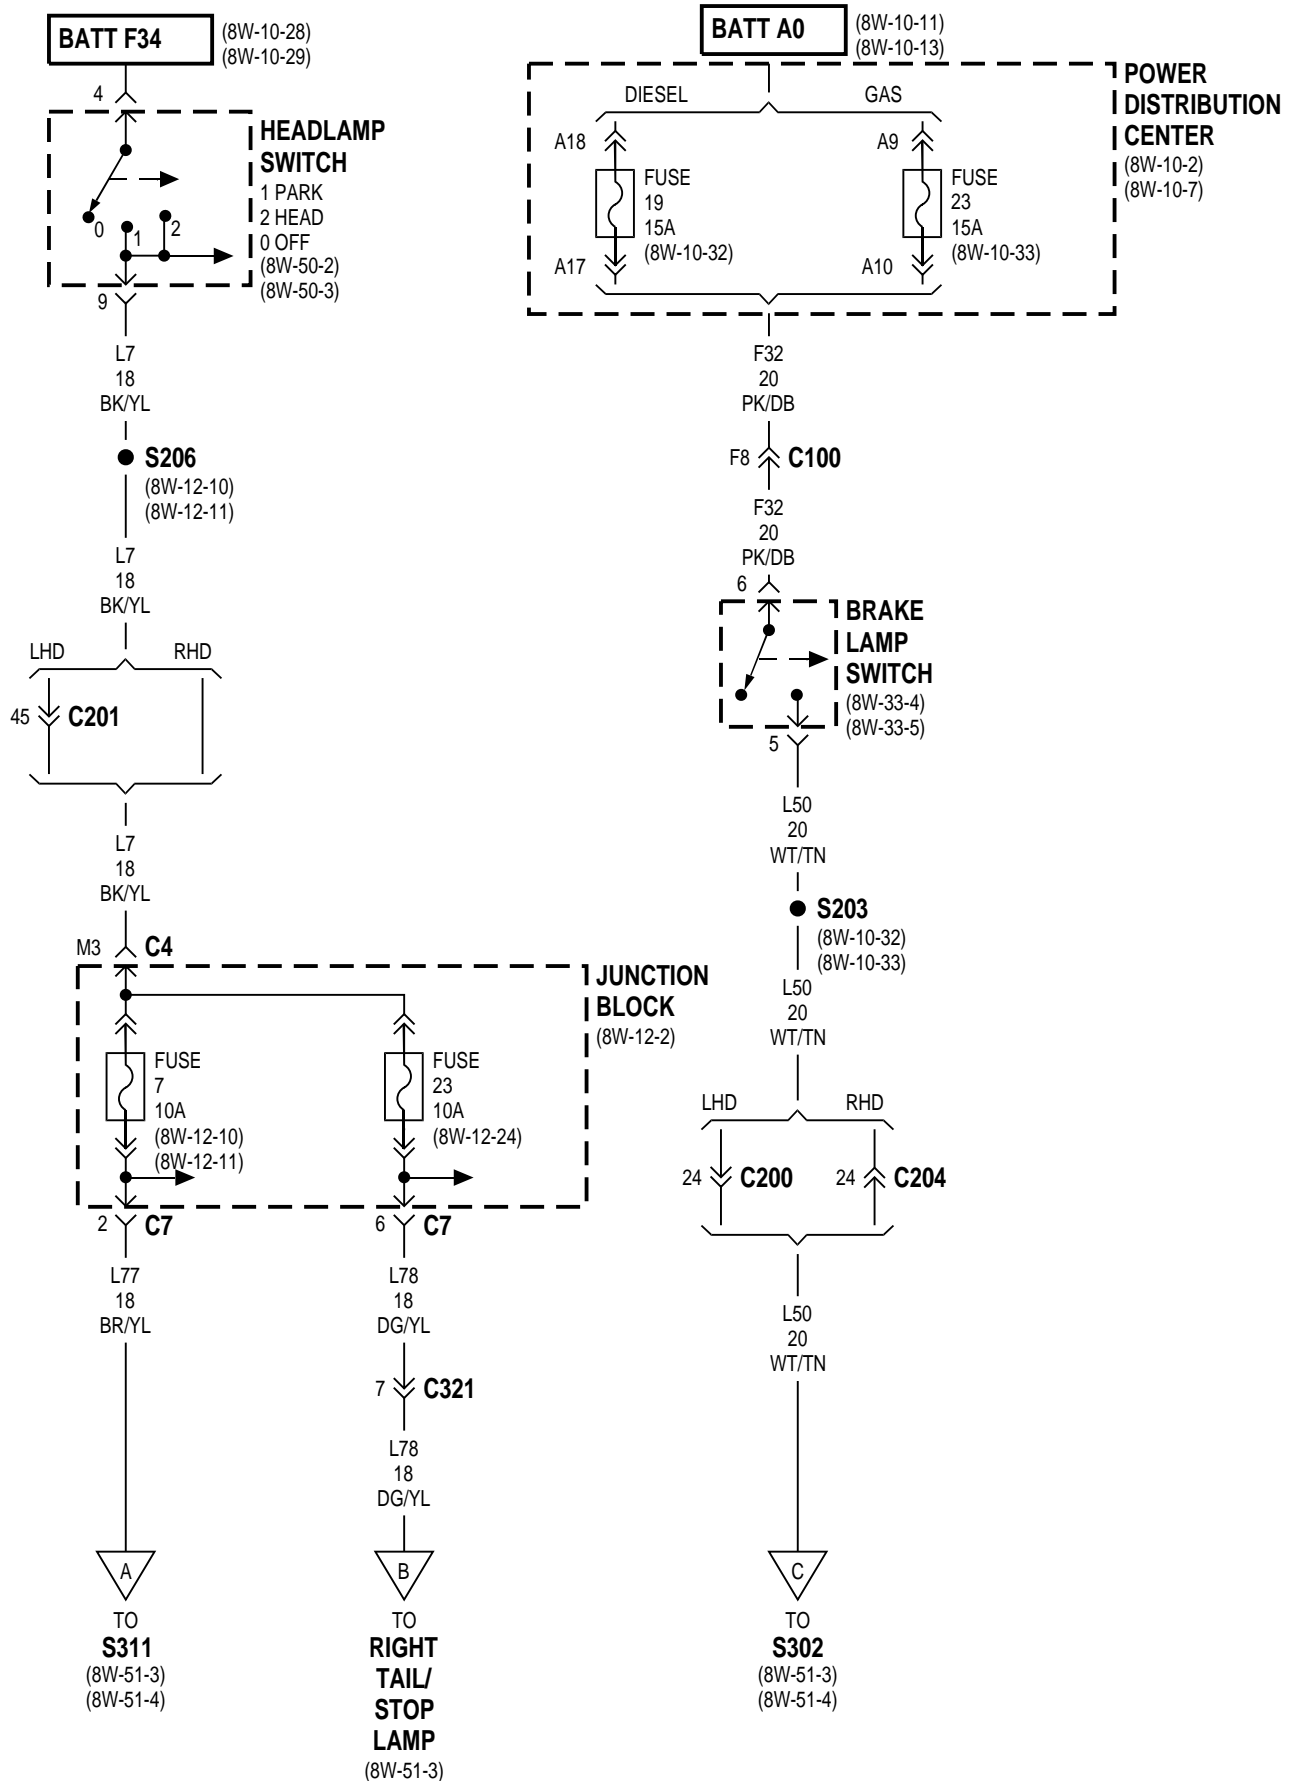 BATT F34
(8W-10-28)
(8W-10-29)
4
HEADLAMP
SWITCH
1 PARK
2 HEAD
0 OFF
(8W-50-2)
(8W-50-3)
0
1
2
9
L7
18
BK/YL
S206
(8W-12-10)
(8W-12-11)
L7
18
BK/YL
LHD
RHD
45
C201
L7
18
BK/YL
M3
C4
JUNCTION
BLOCK
(8W-12-2)
FUSE
7
10A
(8W-12-10)
(8W-12-11)
FUSE
23
10A
(8W-12-24)
2
C7
6
C7
L77
18
BR/YL
A
TO
S311
(8W-51-3)
(8W-51-4)
L78
18
DG/YL
7
C321
L78
18
DG/YL
B
TO
RIGHT
TAIL/
STOP
LAMP
(8W-51-3)
BATT A0
(8W-10-11)
(8W-10-13)
POWER
DISTRIBUTION
CENTER
(8W-10-2)
(8W-10-7)
DIESEL
GAS
A18
FUSE
19
15A
(8W-10-32)
A17
A9
FUSE
23
15A
(8W-10-33)
A10
F32
20
PK/DB
F8
C100
F32
20
PK/DB
6
BRAKE
LAMP
SWITCH
(8W-33-4)
(8W-33-5)
5
L50
20
WT/TN
S203
(8W-10-32)
(8W-10-33)
L50
20
WT/TN
LHD
RHD
24
C200
24
C204
L50
20
WT/TN
C
TO
S302
(8W-51-3)
(8W-51-4)